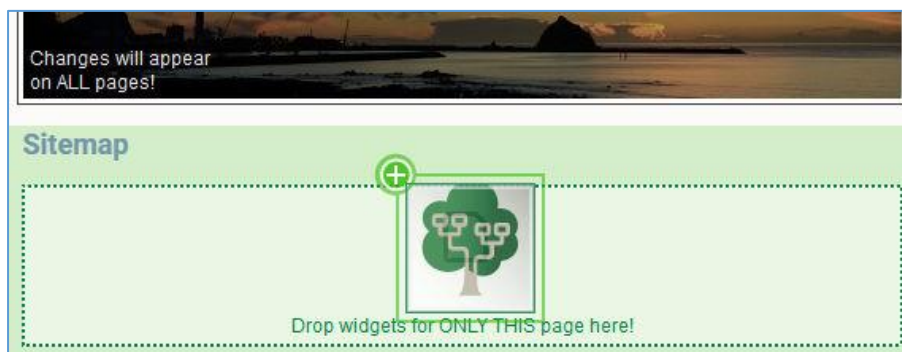 Changes will appear
on ALL pages!
Sitemap
Drop widgets for ONLY THIS page here!